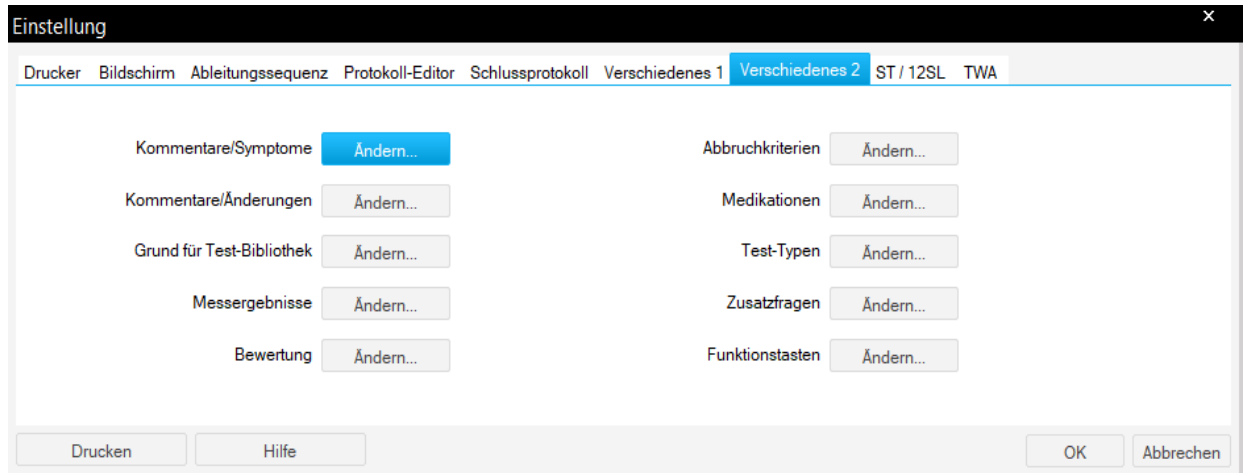 Einstellung
Drucker Bildschirm Ableitungssequenz Protokoll-Editor Schlussprotokoll Verschiedenes 1 Verschiedenes 2 ST / 12SL TWA
Kommentare/Symptome Ändern... Abbruchkriterien Ändern...
Kommentare/Änderungen Ändern... Medikationen Ändern...
Grund für Test-Bibliothek Ändern... Test-Typen Ändern...
Messergebnisse Ändern... Zusatzfragen Ändern...
Bewertung Ändern... Funktionstasten Ändern...
Drucken Hilfe OK Abbrechen